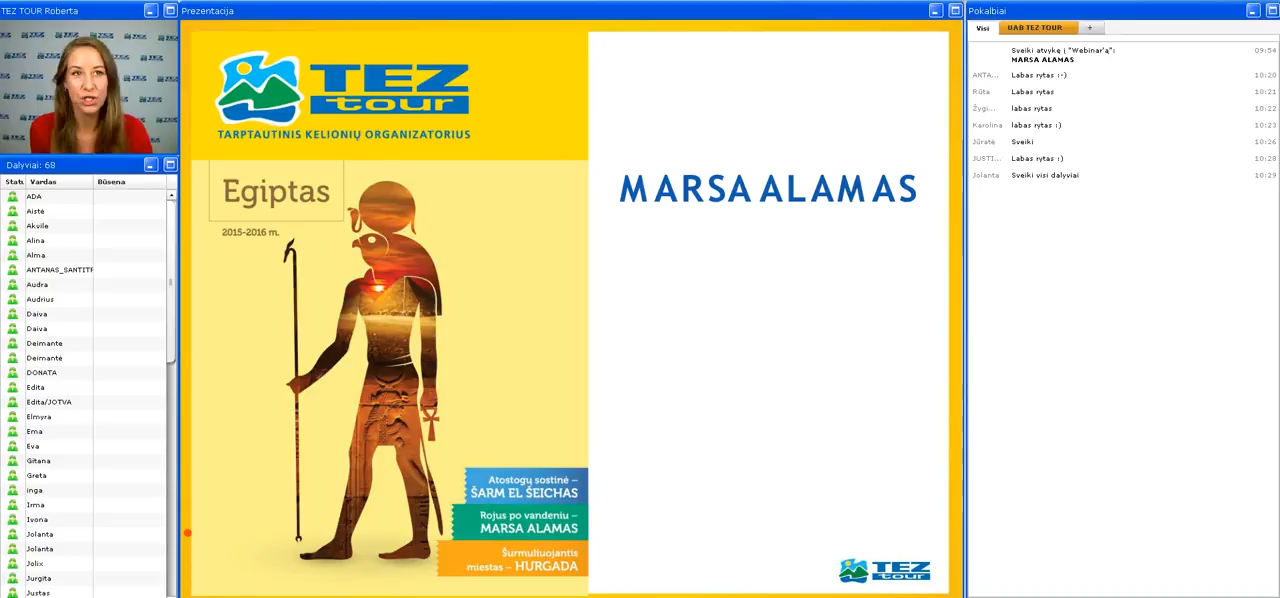 TEZ TOUR Roberta
Dalyviai: 68
Vardas
Būsena
ADA
Aistė
Akvile
Alina
Alma
ANTANAS_SANTITR
Audra
Audrius
Daiva
Daiva
Deimante
Deimantė
DONATA
Edita
Edita/JOTVA
Elmyra
Ema
Eva
Gitana
Greta
inga
Irma
Ivona
Jolanta
Jolanta
Jolix
Jurgita
Justas
Prezentacija
TEZ
tour
TARPTAUTINIS KELIONIŲ ORGANIZATORIUS
Egiptas
2015-2016 m.
Atostogų sostinė –
ŠARM EL ŠEICHAS
Rojus po vandeniu –
MARSA ALAMAS
Šurmuliuojantis
miestas – HURGADA
MARSA ALAMAS
TEZ
tour
Pokalbiai
Visi
UAB TEZ TOUR
+
Sveiki atvykę į "Webinar'ą": 09:54
MARSA ALAMAS
ANTA... Labas rytas :-) 10:20
Rūta Labas rytas 10:21
Žygi... labas rytas 10:22
Karolina labas rytas :) 10:23
Jūratė Sveiki 10:26
JUSTI... Labas rytas :) 10:28
Jolanta Sveiki visi dalyviai 10:29